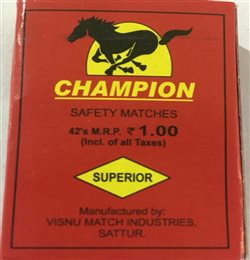 CHAMPION
SAFETY MATCHES
42's M.R.P. ₹ 1.00
(Incl. of all Taxes)
SUPERIOR
Manufactured by:
VISNU MATCH INDUSTRIES,
SATTUR.